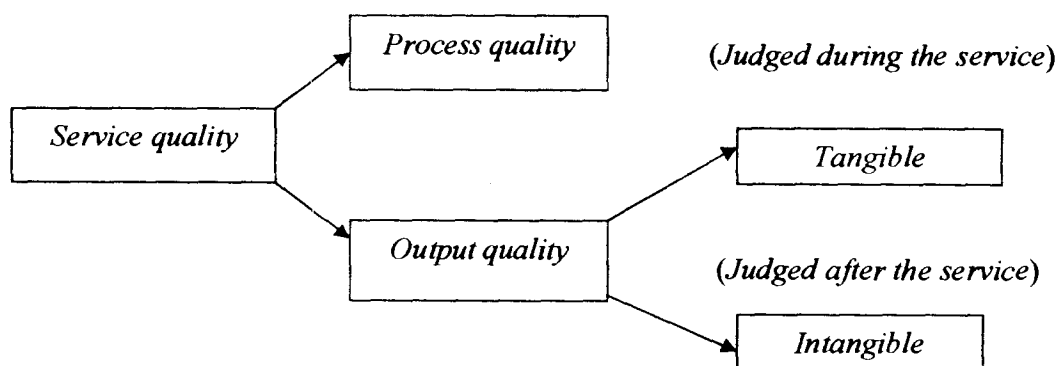 Process quality
(Judged during the service)
Service quality
Tangible
Output quality
(Judged after the service)
Intangible